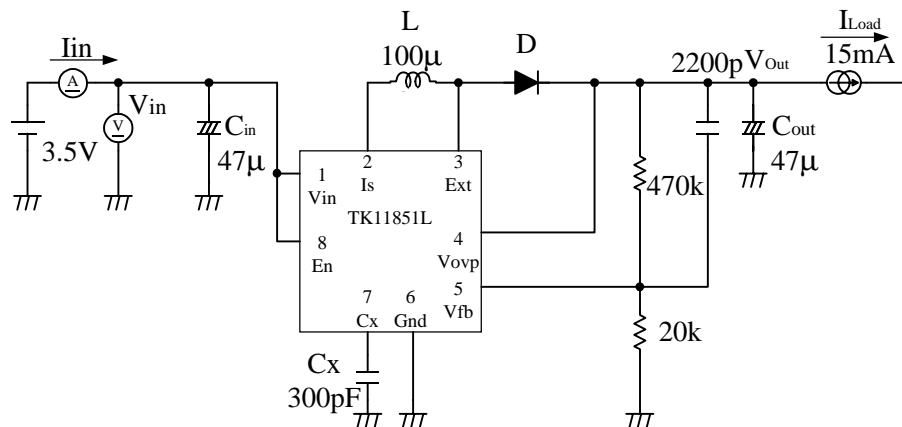 Iin
A
Vin
V
3.5V
Cin
47μ
L
100μ
D
2200p
VOut
ILoad
15mA
Cout
47μ
470k
20k
1
Vin
2
Is
3
Ext
TK11851L
8
En
4
Vovp
5
Vfb
7
Cx
6
Gnd
Cx
300pF